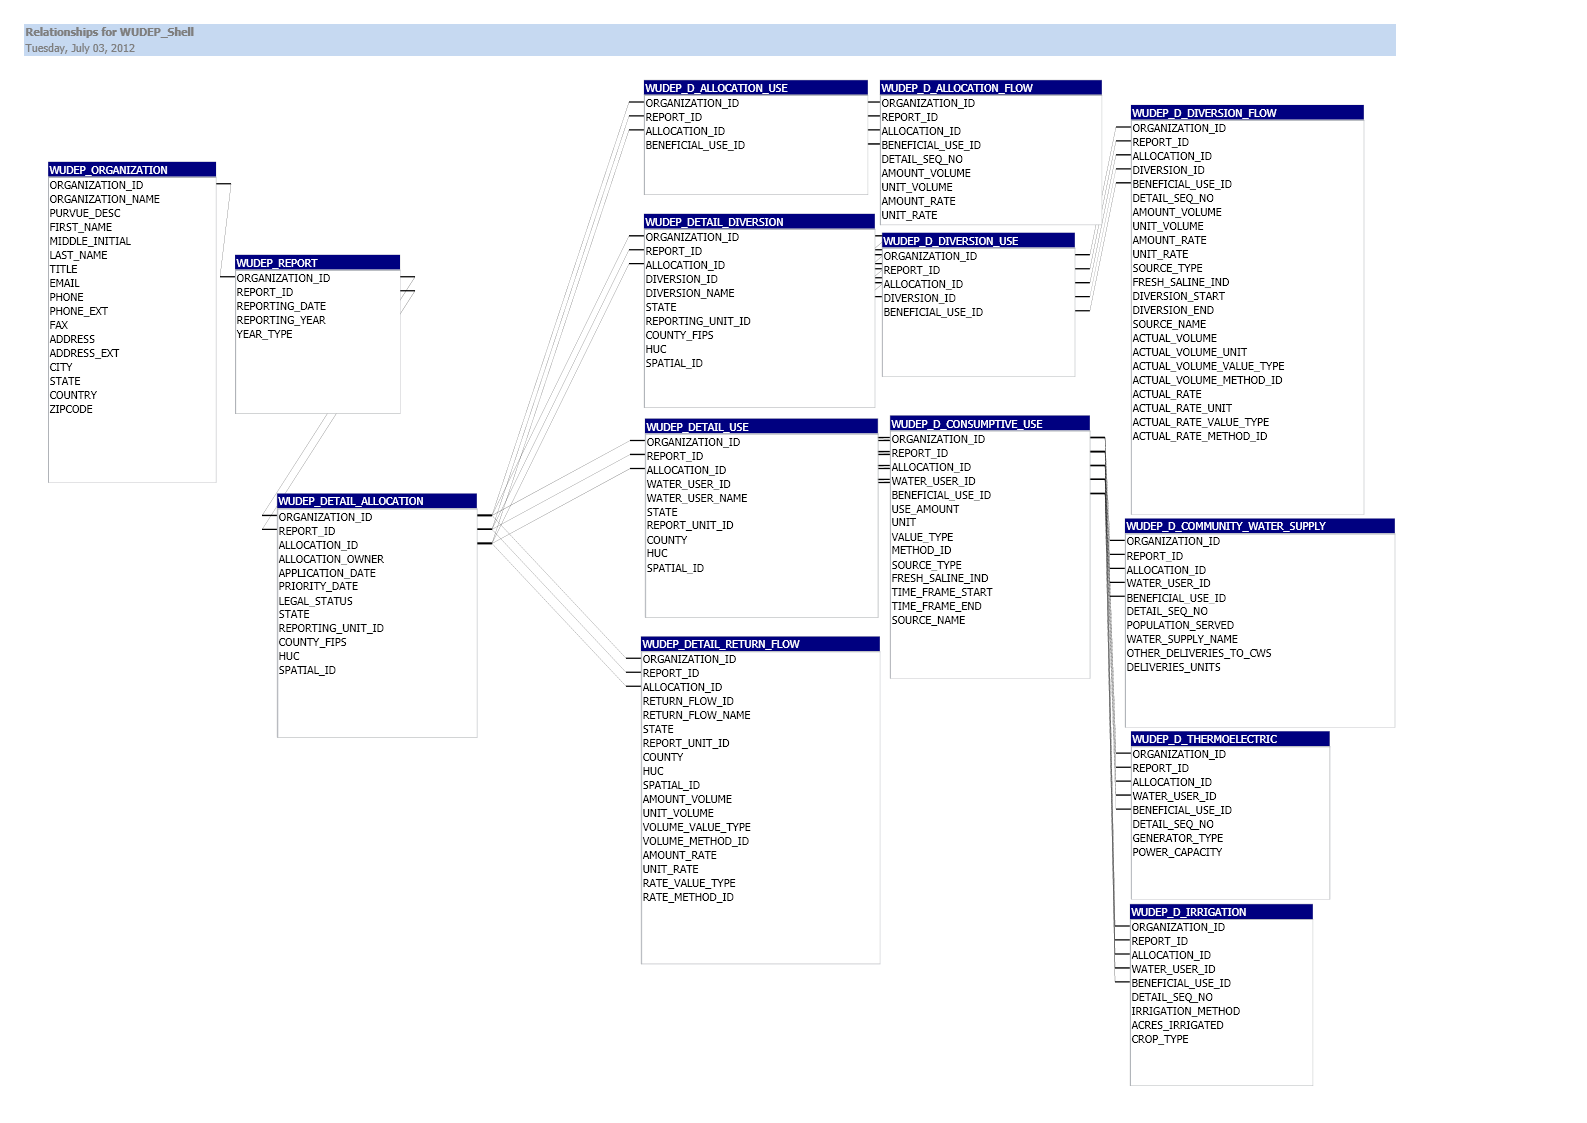 Relationships for WUDEP_Shell
Tuesday, July 03, 2012
WUDEP_ORGANIZATION
ORGANIZATION_ID
ORGANIZATION_NAME
PURVUE_DESC
FIRST_NAME
MIDDLE_INITIAL
LAST_NAME
TITLE
EMAIL
PHONE
PHONE_EXT
FAX
ADDRESS
ADDRESS_EXT
CITY
STATE
COUNTRY
ZIPCODE
WUDEP_REPORT
ORGANIZATION_ID
REPORT_ID
REPORTING_DATE
REPORTING_YEAR
YEAR_TYPE
WUDEP_DETAIL_ALLOCATION
ORGANIZATION_ID
REPORT_ID
ALLOCATION_ID
ALLOCATION_OWNER
APPLICATION_DATE
PRIORITY_DATE
LEGAL_STATUS
STATE
REPORTING_UNIT_ID
COUNTY_FIPS
HUC
SPATIAL_ID
WUDEP_D_ALLOCATION_USE
ORGANIZATION_ID
REPORT_ID
ALLOCATION_ID
BENEFICIAL_USE_ID
WUDEP_DETAIL_DIVERSION
ORGANIZATION_ID
REPORT_ID
ALLOCATION_ID
DIVERSION_ID
DIVERSION_NAME
STATE
REPORTING_UNIT_ID
COUNTY_FIPS
HUC
SPATIAL_ID
WUDEP_DETAIL_USE
ORGANIZATION_ID
REPORT_ID
ALLOCATION_ID
WATER_USER_ID
WATER_USER_NAME
STATE
REPORT_UNIT_ID
COUNTY
HUC
SPATIAL_ID
WUDEP_DETAIL_RETURN_FLOW
ORGANIZATION_ID
REPORT_ID
ALLOCATION_ID
RETURN_FLOW_ID
RETURN_FLOW_NAME
STATE
REPORT_UNIT_ID
COUNTY
HUC
SPATIAL_ID
AMOUNT_VOLUME
UNIT_VOLUME
VOLUME_VALUE_TYPE
VOLUME_METHOD_ID
AMOUNT_RATE
UNIT_RATE
RATE_VALUE_TYPE
RATE_METHOD_ID
WUDEP_D_ALLOCATION_FLOW
ORGANIZATION_ID
REPORT_ID
ALLOCATION_ID
BENEFICIAL_USE_ID
DETAIL_SEQ_NO
AMOUNT_VOLUME
UNIT_VOLUME
AMOUNT_RATE
UNIT_RATE
WUDEP_D_DIVERSION_USE
ORGANIZATION_ID
REPORT_ID
ALLOCATION_ID
DIVERSION_ID
BENEFICIAL_USE_ID
WUDEP_D_CONSUMPTIVE_USE
ORGANIZATION_ID
REPORT_ID
ALLOCATION_ID
WATER_USER_ID
BENEFICIAL_USE_ID
USE_AMOUNT
UNIT
VALUE_TYPE
METHOD_ID
SOURCE_TYPE
FRESH_SALINE_IND
TIME_FRAME_START
TIME_FRAME_END
SOURCE_NAME
WUDEP_D_DIVERSION_FLOW
ORGANIZATION_ID
REPORT_ID
ALLOCATION_ID
DIVERSION_ID
BENEFICIAL_USE_ID
DETAIL_SEQ_NO
AMOUNT_VOLUME
UNIT_VOLUME
AMOUNT_RATE
UNIT_RATE
SOURCE_TYPE
FRESH_SALINE_IND
DIVERSION_START
DIVERSION_END
SOURCE_NAME
ACTUAL_VOLUME
ACTUAL_VOLUME_UNIT
ACTUAL_VOLUME_VALUE_TYPE
ACTUAL_VOLUME_METHOD_ID
ACTUAL_RATE
ACTUAL_RATE_UNIT
ACTUAL_RATE_VALUE_TYPE
ACTUAL_RATE_METHOD_ID
WUDEP_D_COMMUNITY_WATER_SUPPLY
ORGANIZATION_ID
REPORT_ID
ALLOCATION_ID
WATER_USER_ID
BENEFICIAL_USE_ID
DETAIL_SEQ_NO
POPULATION_SERVED
WATER_SUPPLY_NAME
OTHER_DELIVERIES_TO_CWS
DELIVERIES_UNITS
WUDEP_D_THERMOELECTRIC
ORGANIZATION_ID
REPORT_ID
ALLOCATION_ID
WATER_USER_ID
BENEFICIAL_USE_ID
DETAIL_SEQ_NO
GENERATOR_TYPE
POWER_CAPACITY
WUDEP_D_IRRIGATION
ORGANIZATION_ID
REPORT_ID
ALLOCATION_ID
WATER_USER_ID
BENEFICIAL_USE_ID
DETAIL_SEQ_NO
IRRIGATION_METHOD
ACRES_IRRIGATED
CROP_TYPE